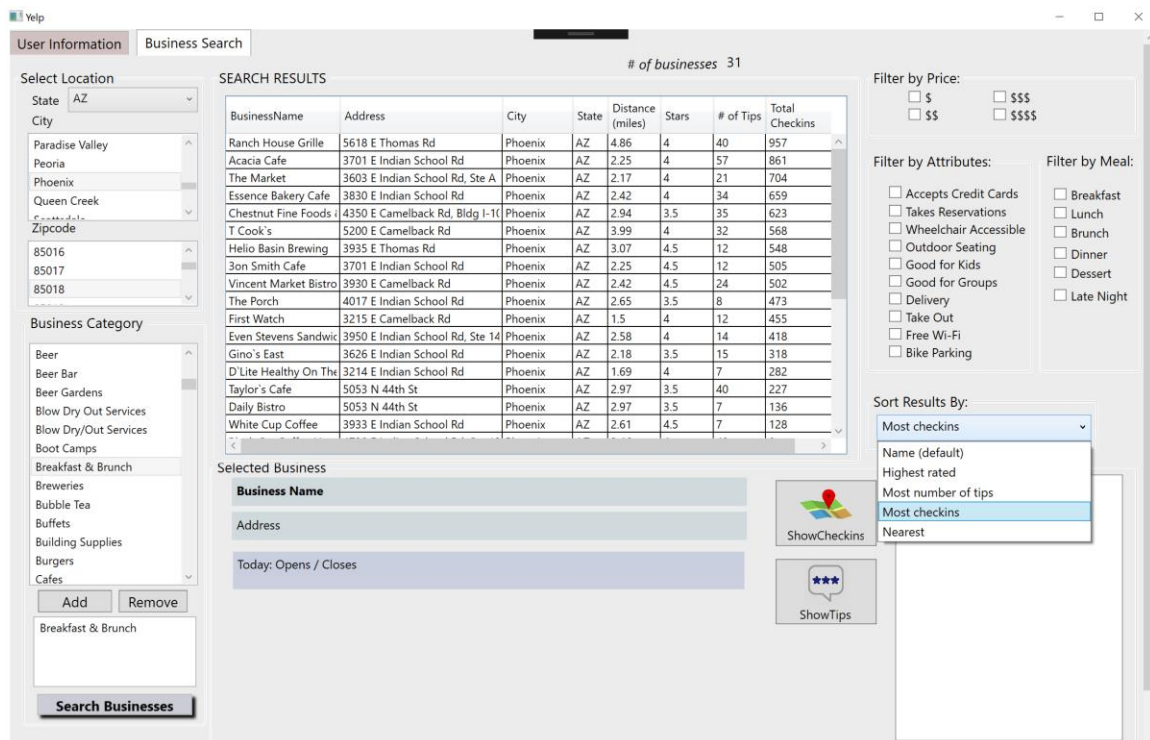 Yelp
User Information Business Search
# of businesses 31
Select Location
State AZ
City
Paradise Valley
Peoria
Phoenix
Queen Creek
Zipcode
85016
85017
85018
Business Category
Beer
Beer Bar
Beer Gardens
Blow Dry Out Services
Blow Dry/Out Services
Boot Camps
Breakfast & Brunch
Breweries
Bubble Tea
Buffets
Building Supplies
Burgers
Cafes
Add Remove
Breakfast & Brunch
Search Businesses
SEARCH RESULTS
BusinessName Address City State Distance (miles) Stars # of Tips Total Checkins
Ranch House Grille 5618 E Thomas Rd Phoenix AZ 4.86 4 40 957
Acacia Cafe 3701 E Indian School Rd Phoenix AZ 2.25 4 57 861
The Market 3603 E Indian School Rd, Ste A Phoenix AZ 2.17 4 21 704
Essence Bakery Cafe 3830 E Indian School Rd Phoenix AZ 2.42 4 34 659
Chestnut Fine Foods 4350 E Camelback Rd, Bldg I-1 Phoenix AZ 2.94 3.5 35 623
T Cook`s 5200 E Camelback Rd Phoenix AZ 3.99 4 32 568
Helio Basin Brewing 3935 E Thomas Rd Phoenix AZ 3.07 4.5 12 548
3on Smith Cafe 3701 E Indian School Rd Phoenix AZ 2.25 4.5 12 505
Vincent Market Bistro 3930 E Camelback Rd Phoenix AZ 2.42 4.5 24 502
The Porch 4017 E Indian School Rd Phoenix AZ 2.65 3.5 8 473
First Watch 3215 E Camelback Rd Phoenix AZ 1.5 4 12 455
Even Stevens Sandwic 3950 E Indian School Rd, Ste 14 Phoenix AZ 2.58 4 14 418
Gino`s East 3626 E Indian School Rd Phoenix AZ 2.18 3.5 15 318
D`Lite Healthy On The 3214 E Indian School Rd Phoenix AZ 1.69 4 7 282
Taylor`s Cafe 5053 N 44th St Phoenix AZ 2.97 3.5 40 227
Daily Bistro 5053 N 44th St Phoenix AZ 2.97 3.5 7 136
White Cup Coffee 3933 E Indian School Rd Phoenix AZ 2.61 4.5 7 128
Selected Business
Business Name
Address
Today: Opens / Closes
ShowCheckins
ShowTips
Filter by Price:
$ $$$
$$ $$$$
Filter by Attributes:
Accepts Credit Cards
Takes Reservations
Wheelchair Accessible
Outdoor Seating
Good for Kids
Good for Groups
Delivery
Take Out
Free Wi-Fi
Bike Parking
Filter by Meal:
Breakfast
Lunch
Brunch
Dinner
Dessert
Late Night
Sort Results By:
Most checkins
Name (default)
Highest rated
Most number of tips
Most checkins
Nearest